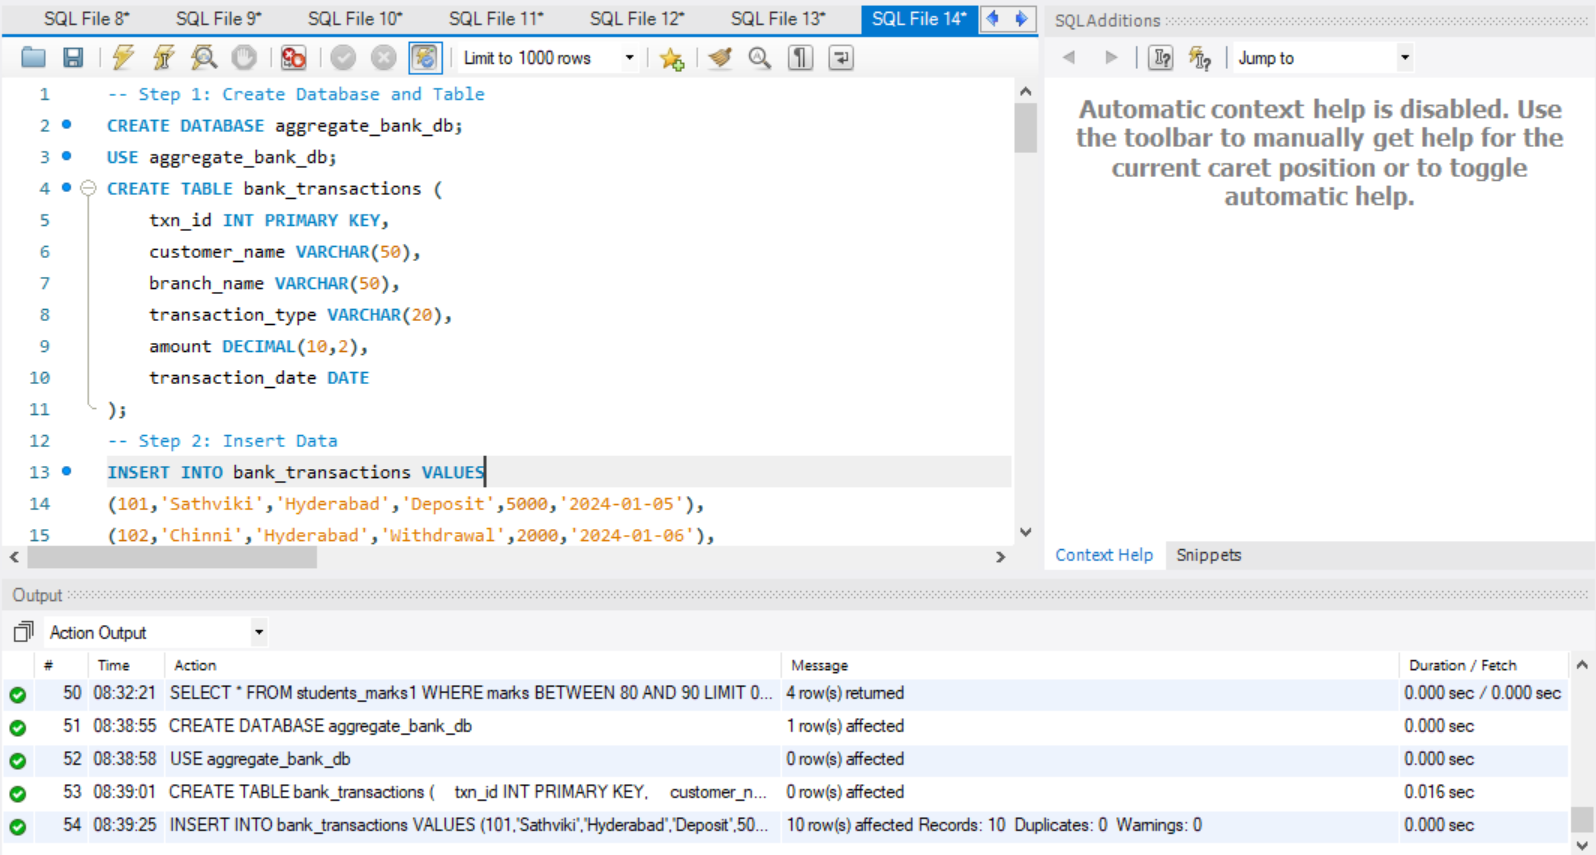 SQL File 8* SQL File 9* SQL File 10* SQL File 11* SQL File 12* SQL File 13* SQL File 14*
SQLAdditions
Limit to 1000 rows
Jump to
1 -- Step 1: Create Database and Table
2 CREATE DATABASE aggregate_bank_db;
3 USE aggregate_bank_db;
4 CREATE TABLE bank_transactions (
5 txn_id INT PRIMARY KEY,
6 customer_name VARCHAR(50),
7 branch_name VARCHAR(50),
8 transaction_type VARCHAR(20),
9 amount DECIMAL(10,2),
10 transaction_date DATE
11 );
12 -- Step 2: Insert Data
13 INSERT INTO bank_transactions VALUES
14 (101,'Sathviki','Hyderabad','Deposit',5000,'2024-01-05'),
15 (102,'Chinni','Hyderabad','Withdrawal',2000,'2024-01-06'),
Automatic context help is disabled. Use
the toolbar to manually get help for the
current caret position or to toggle
automatic help.
Context Help Snippets
Output
Action Output
# Time Action Message Duration / Fetch
50 08:32:21 SELECT * FROM students_marks1 WHERE marks BETWEEN 80 AND 90 LIMIT 0... 4 row(s) returned 0.000 sec / 0.000 sec
51 08:38:55 CREATE DATABASE aggregate_bank_db 1 row(s) affected 0.000 sec
52 08:38:58 USE aggregate_bank_db 0 row(s) affected 0.000 sec
53 08:39:01 CREATE TABLE bank_transactions ( txn_id INT PRIMARY KEY, customer_n... 0 row(s) affected 0.016 sec
54 08:39:25 INSERT INTO bank_transactions VALUES (101,'Sathviki','Hyderabad','Deposit',50... 10 row(s) affected Records: 10 Duplicates: 0 Warnings: 0 0.000 sec